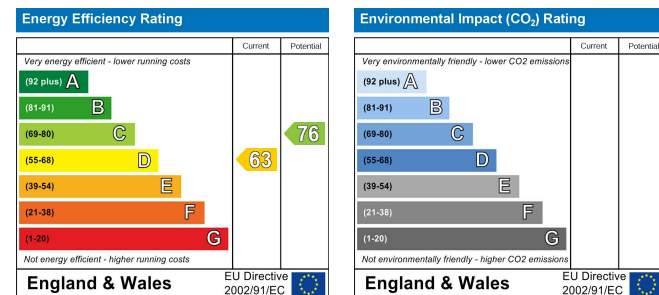 Energy Efficiency Rating
Current Potential
Very energy efficient - lower running costs
(92 plus) A
(81-91) B
(69-80) C
76
(55-68) D
63
(39-54) E
(21-38) F
(1-20) G
Not energy efficient - higher running costs
England & Wales
EU Directive
2002/91/EC
Environmental Impact (CO₂) Rating
Current Potential
Very environmentally friendly - lower CO2 emissions
(92 plus) A
(81-91) B
(69-80) C
(55-68) D
(39-54) E
(21-38) F
(1-20) G
Not environmentally friendly - higher CO2 emissions
England & Wales
EU Directive
2002/91/EC